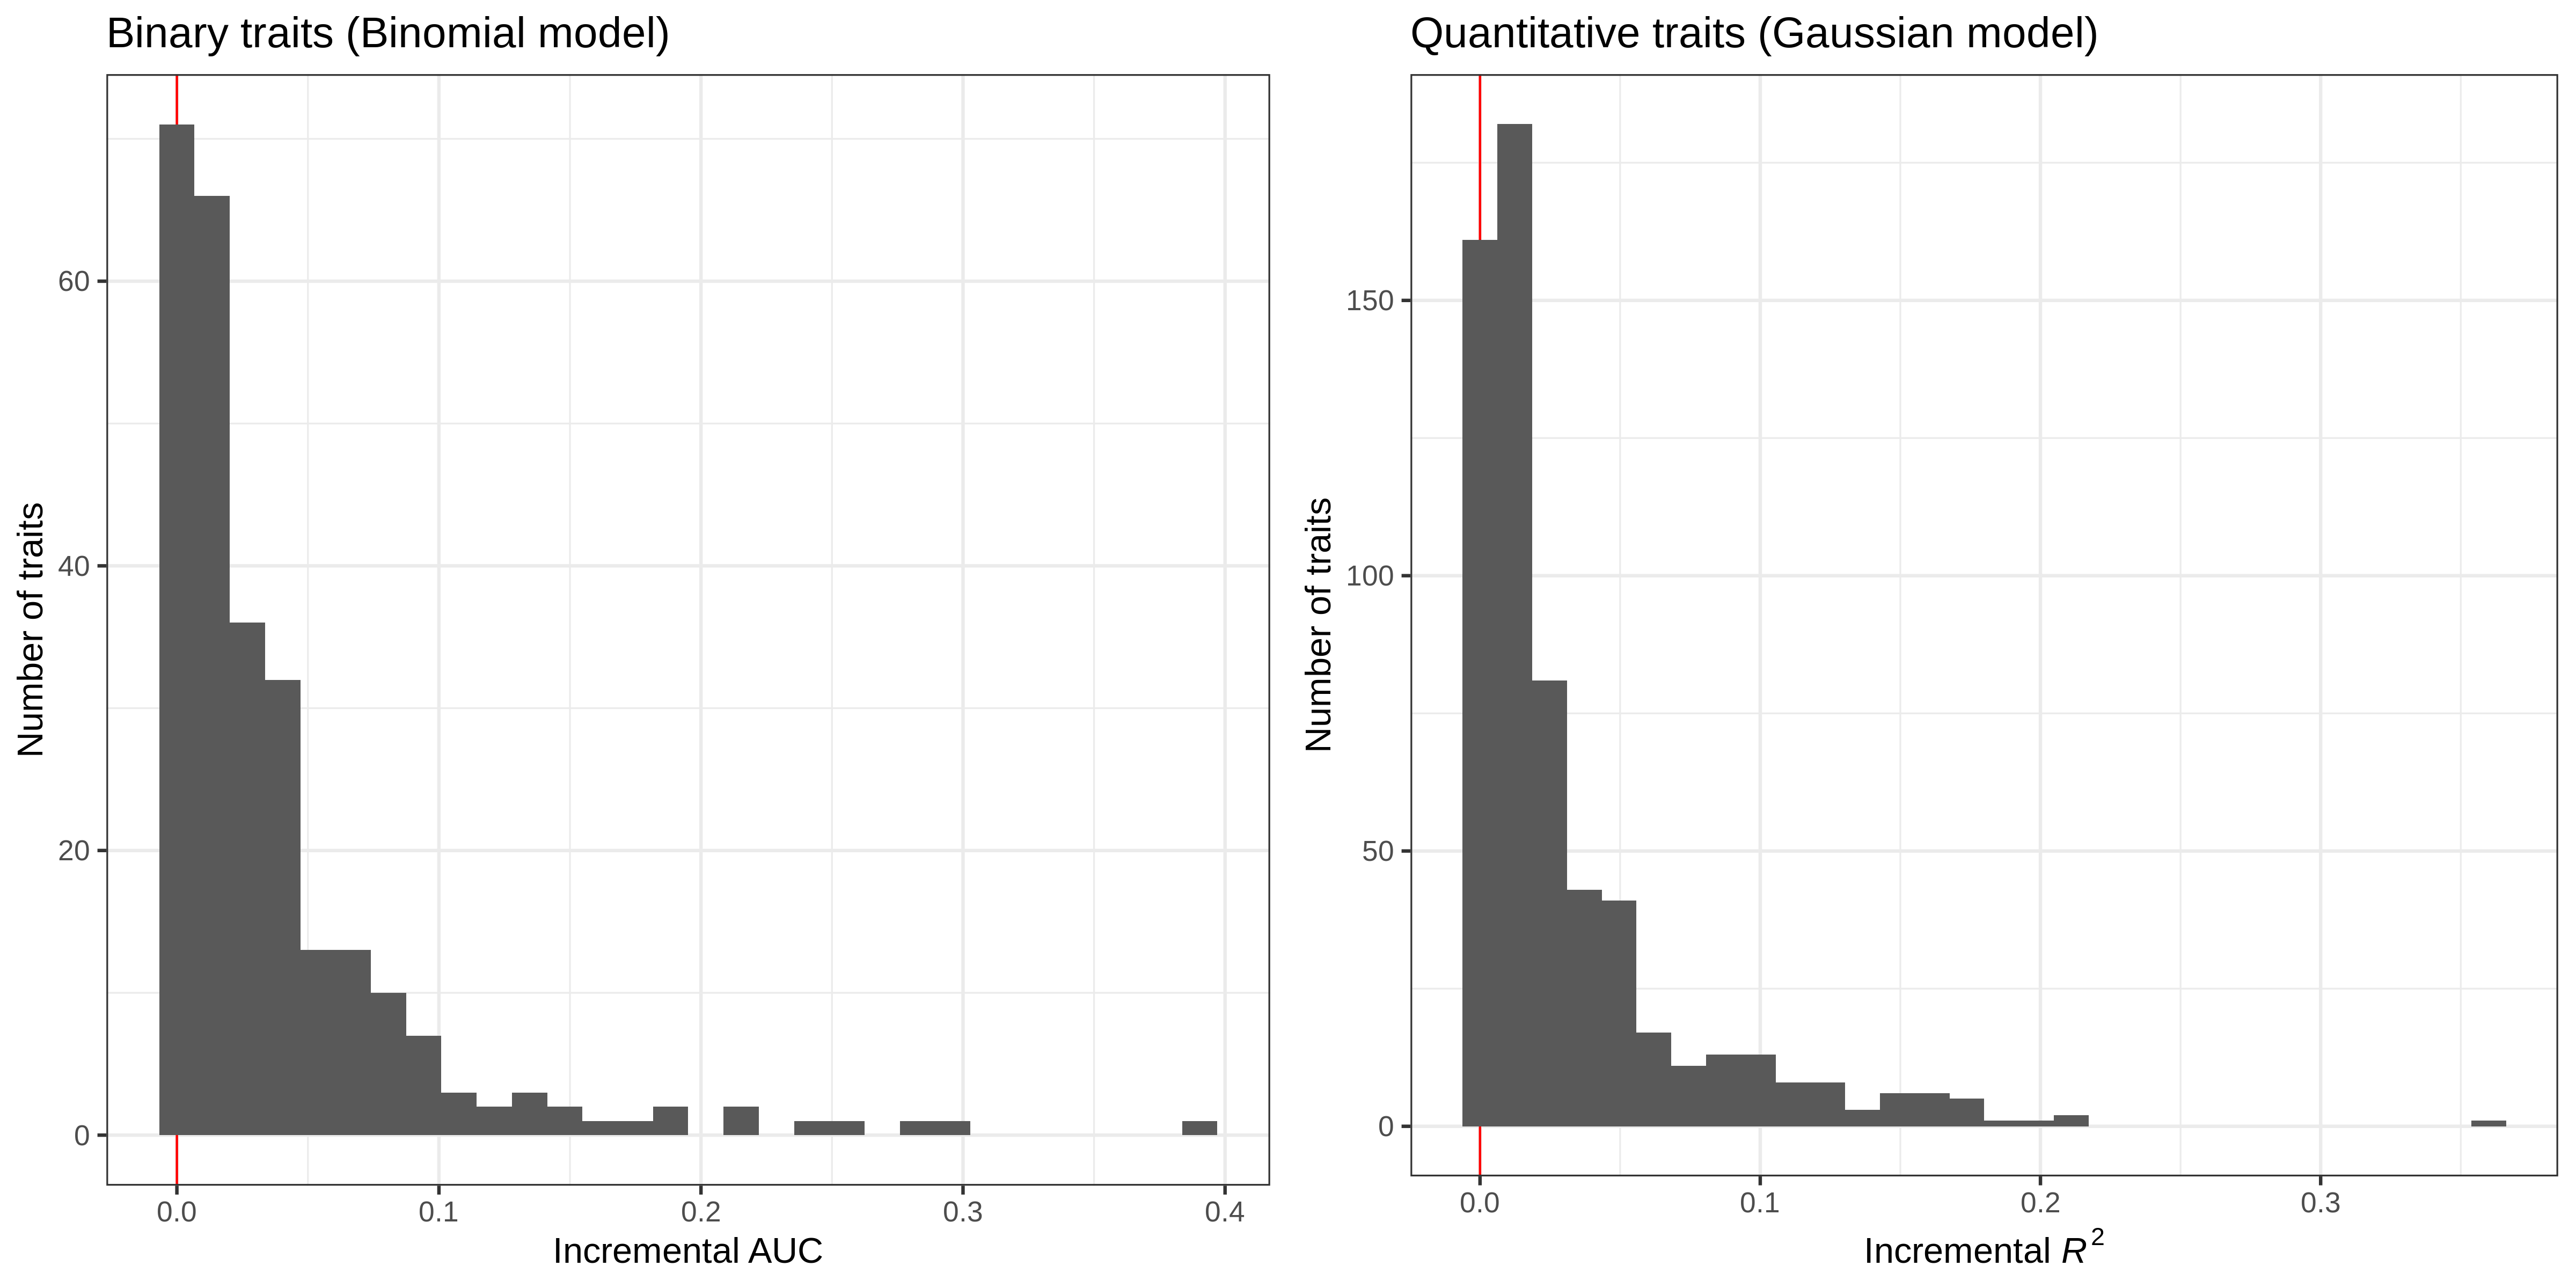 Binary traits (Binomial model)
Number of traits
60
40
20
0
0.0 0.1 0.2 0.3 0.4
Incremental AUC
Quantitative traits (Gaussian model)
Number of traits
150
100
50
0
0.0 0.1 0.2 0.3
Incremental R²